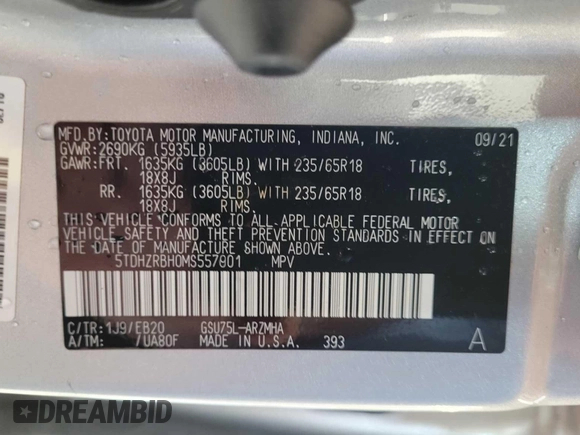 MFD.BY:TOYOTA MOTOR MANUFACTURING, INDIANA, INC. 09/21
GVWR:2690KG (5935LB)
GAWR:FRT. 1635KG (3605LB) WITH 235/65R18 TIRES,
18X8J RIMS.
RR. 1635KG (3605LB) WITH 235/65R18 TIRES,
18X8J RIMS.
THIS VEHICLE CONFORMS TO ALL APPLICABLE FEDERAL MOTOR
VEHICLE SAFETY AND THEFT PREVENTION STANDARDS IN EFFECT ON
THE DATE OF MANUFACTURE SHOWN ABOVE.
5TDHZRBH0MS557901 MPV
C/TR:1J9/EB20 GSU75L-ARZMHA
A/TM: /UA80F MADE IN U.S.A. 393 A
DREAMBID